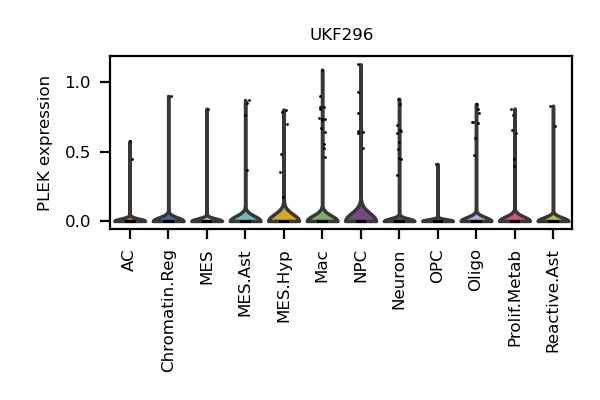 UKF296
PLEK expression
1.0
0.5
0.0
AC
Chromatin.Reg
MES
MES.Ast
MES.Hyp
Mac
NPC
Neuron
OPC
Oligo
Prolif.Metab
Reactive.Ast